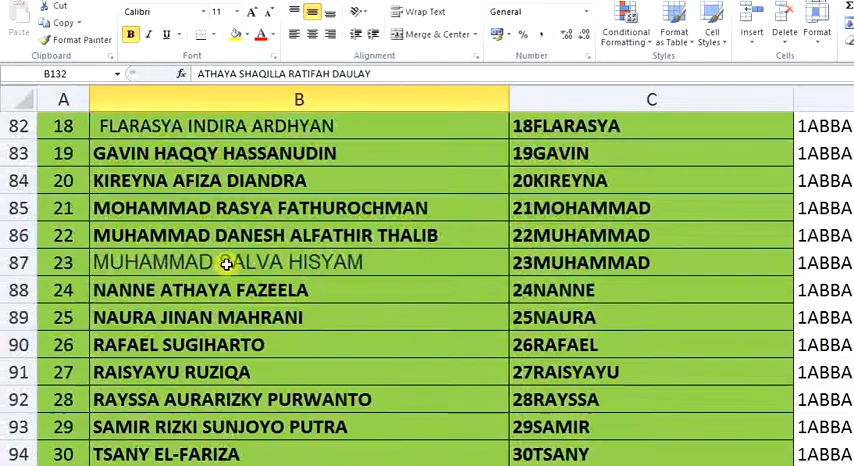 Cut
Calibri 11 A A Wrap Text General
Paste Copy
Format Painter B I U A Merge & Center % , Conditional Formatting Format as Table Cell Styles Insert Delete Format
Clipboard Font Alignment Number Styles Cells
B132 fx ATHAYA SHAQILLA RATIFAH DAULAY
A B C
82 18 FLARASYA INDIRA ARDHYAN 18FLARASYA 1ABBA
83 19 GAVIN HAQQY HASSANUDIN 19GAVIN 1ABBA
84 20 KIREYNA AFIZA DIANDRA 20KIREYNA 1ABBA
85 21 MOHAMMAD RASYA FATHUROCHMAN 21MOHAMMAD 1ABBA
86 22 MUHAMMAD DANESH ALFATHIR THALIB 22MUHAMMAD 1ABBA
87 23 MUHAMMAD HISYAM 23MUHAMMAD 1ABBA
88 24 NANNE ATHAYA FAZEELA 24NANNE 1ABBA
89 25 NAURA JINAN MAHRANI 25NAURA 1ABBA
90 26 RAFAEL SUGIHARTO 26RAFAEL 1ABBA
91 27 RAISYAYU RUZIQA 27RAISYAYU 1ABBA
92 28 RAYSSA AURARIZKY PURWANTO 28RAYSSA 1ABBA
93 29 SAMIR RIZKI SUNJOYO PUTRA 29SAMIR 1ABBA
94 30 TSANY EL-FARIZA 30TSANY 1ABBA